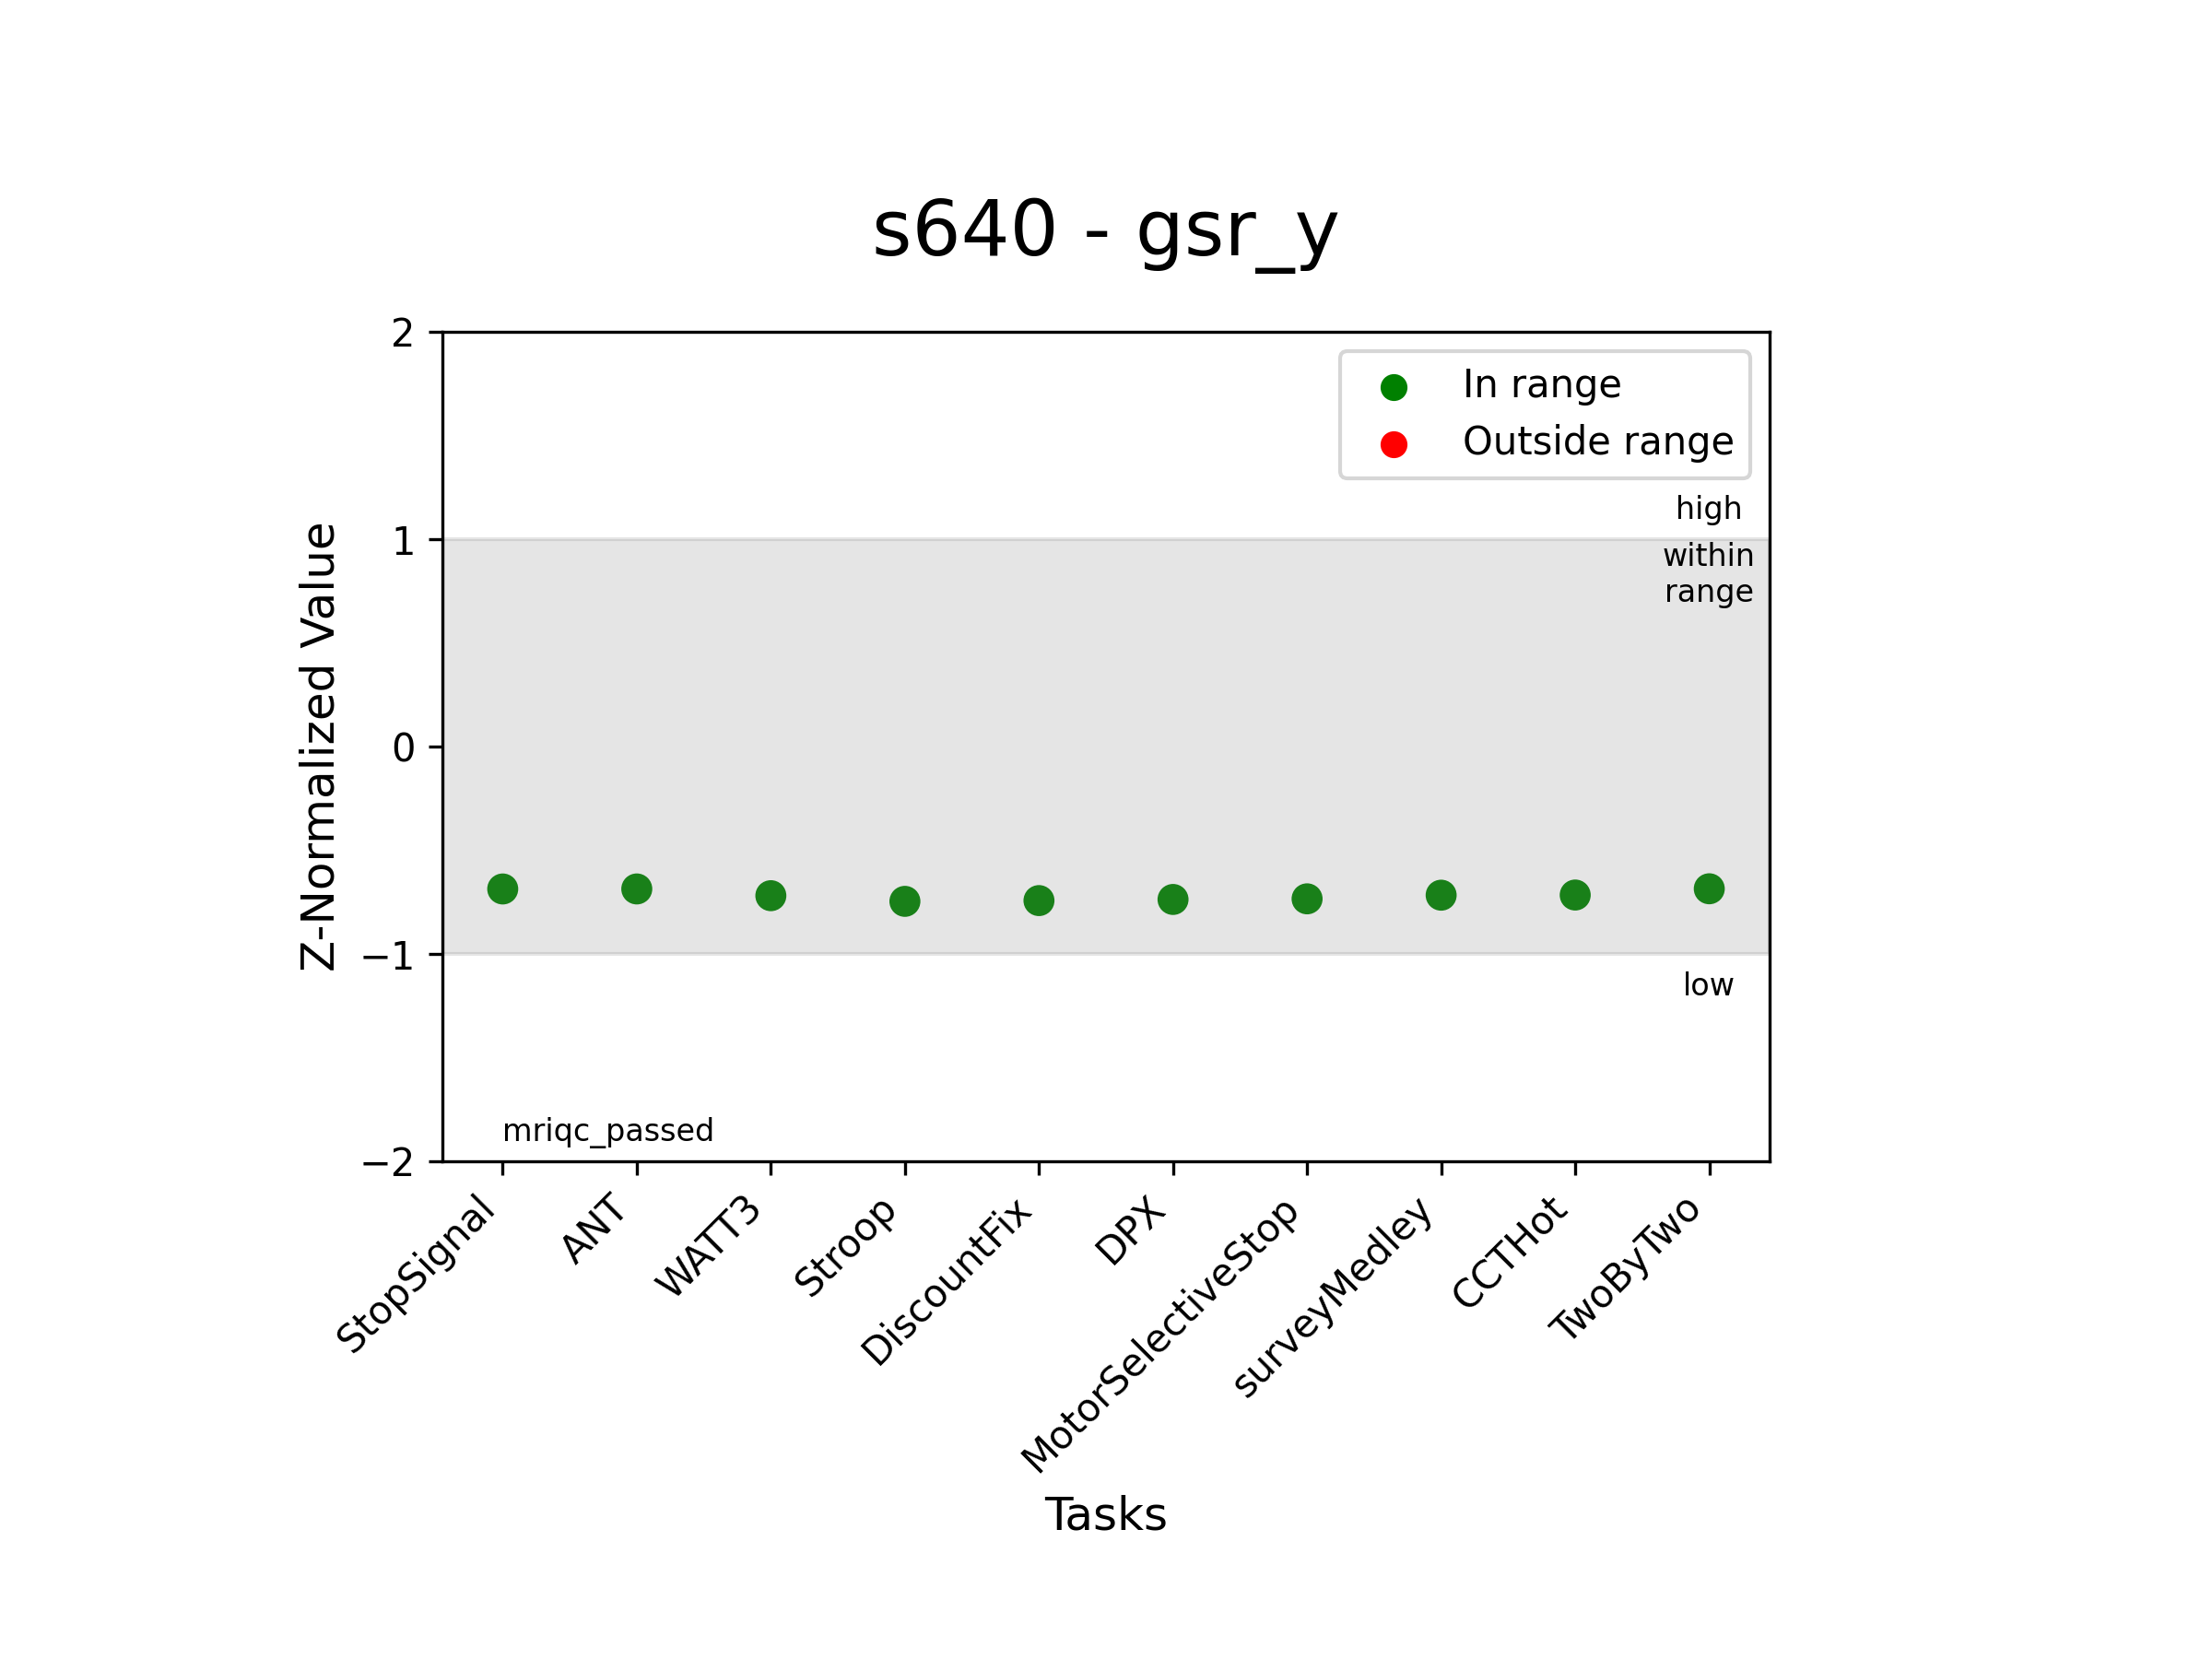 s640 - gsr_y
2
In range
Outside range
high
1
within
range
Z-Normalized Value
0
−1
low
mriqc_passed
−2
StopSignal
ANT
WATT3
Stroop
DiscountFix
DPX
MotorSelectiveStop
surveyMedley
CCTHot
TwoByTwo
Tasks